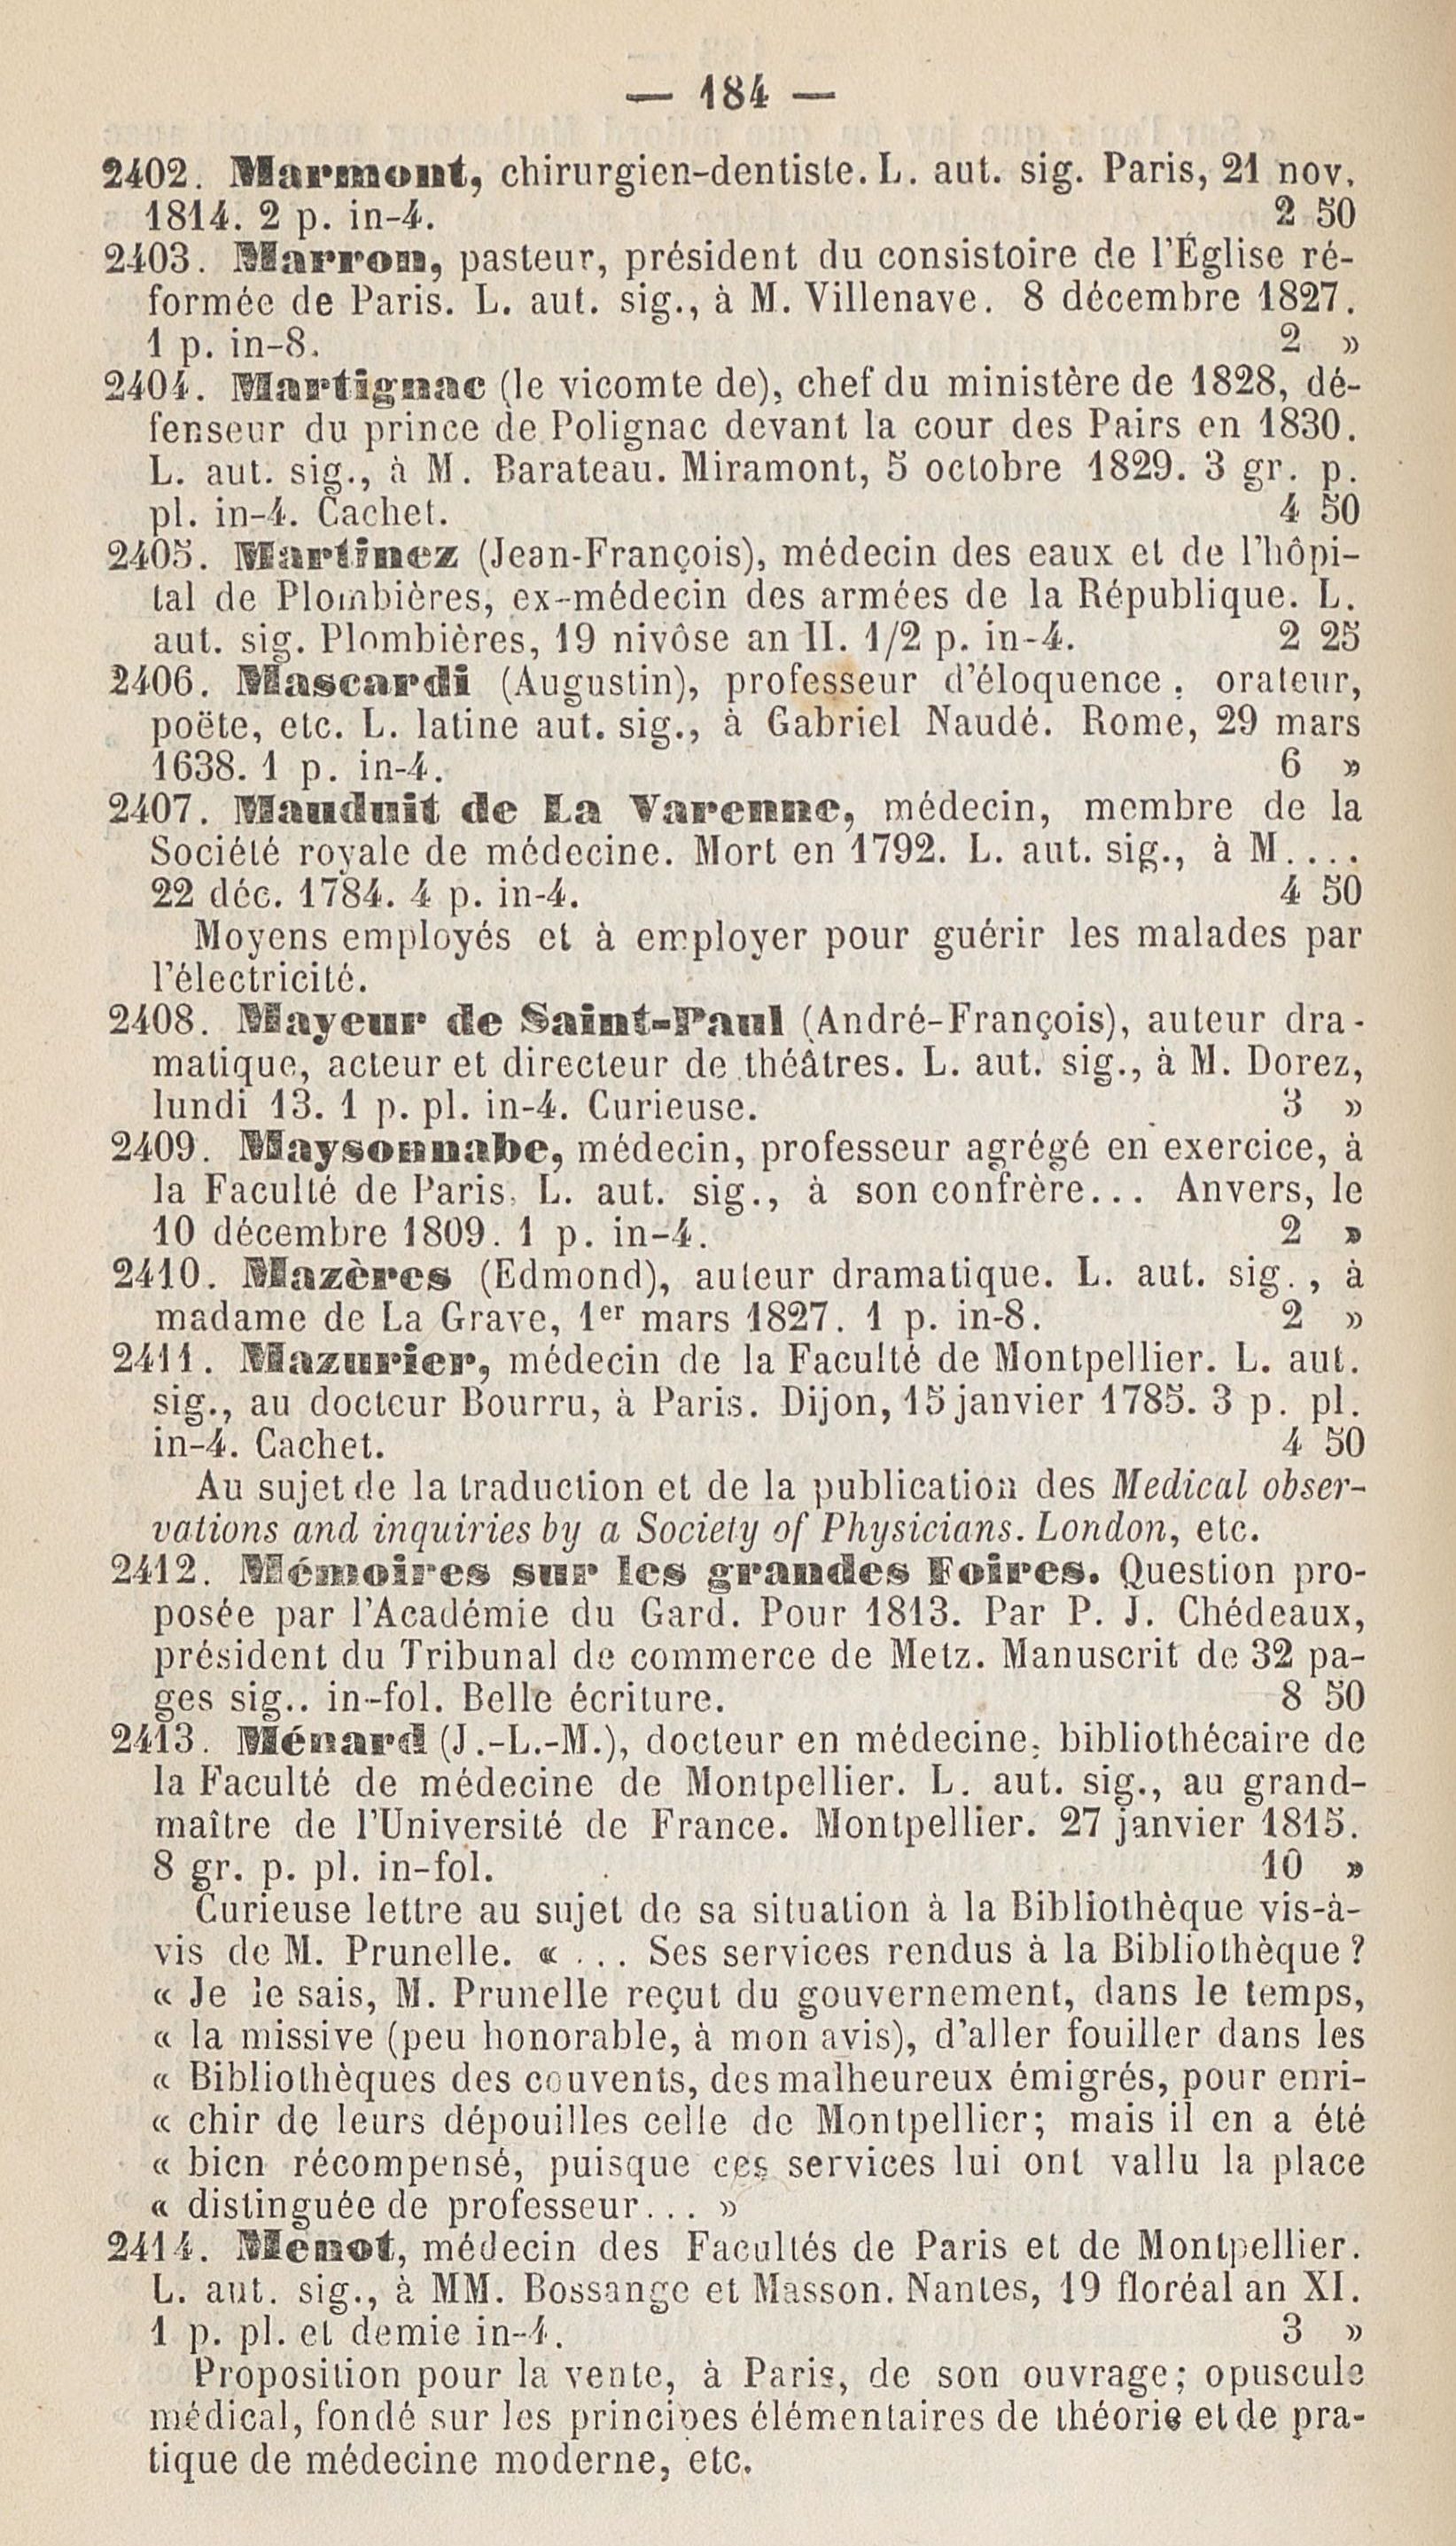 — 184 —
2402. Marmont, chirurgien-dentiste. L. aut. sig. Paris, 21 nov.
1814. 2 p. in-4. 2 50
2403. Marron, pasteur, président du consistoire de l'Église ré-
formée de Paris. L. aut. sig., à M. Villenave. 8 décembre 1827.
1 p. in-8. 2 »
2404. Martignac (le vicomte de), chef du ministère de 1828, dé-
fenseur du prince de Polignac devant la cour des Pairs en 1830.
L. aut. sig., à M. Barateau. Miramont, 5 octobre 1829. 3 gr. p.
pl. in-4. Cachet. 4 50
2405. Martinez (Jean-François), médecin des eaux et de l'hôpi-
tal de Plombières, ex-médecin des armées de la République. L.
aut. sig. Plombières, 19 nivôse an II. 1/2 p. in-4. 2 25
2406. Mascardi (Augustin), professeur d'éloquence, orateur,
poëte, etc. L. latine aut. sig., à Gabriel Naudé. Rome, 29 mars
1638. 1 p. in-4. 6 »
2407. Mauduit de La Varenne, médecin, membre de la
Société royale de médecine. Mort en 1792. L. aut. sig., à M....
22 déc. 1784. 4 p. in-4. 4 50
Moyens employés et à employer pour guérir les malades par
l'électricité.
2408. Mayeur de Saint-Paul (André-François), auteur dra-
matique, acteur et directeur de théâtres. L. aut. sig., à M. Dorez,
lundi 13. 1 p. pl. in-4. Curieuse. 3 »
2409. Maysonnabe, médecin, professeur agrégé en exercice, à
la Faculté de Paris. L. aut. sig., à son confrère... Anvers, le
10 décembre 1809. 1 p. in-4. 2 »
2410. Mazères (Edmond), auteur dramatique. L. aut. sig., à
madame de La Grave, 1er mars 1827. 1 p. in-8. 2 »
2411. Mazurier, médecin de la Faculté de Montpellier. L. aut.
sig., au docteur Bourru, à Paris. Dijon, 15 janvier 1785. 3 p. pl.
in-4. Cachet. 4 50
Au sujet de la traduction et de la publication des Medical obser-
vations and inquiries by a Society of Physicians. London, etc.
2412. Mémoires sur les grandes Foires. Question pro-
posée par l'Académie du Gard. Pour 1813. Par P. J. Chédeaux,
président du Tribunal de commerce de Metz. Manuscrit de 32 pa-
ges sig.. in-fol. Belle écriture. 8 50
2413. Ménard (J.-L.-M.), docteur en médecine, bibliothécaire de
la Faculté de médecine de Montpellier. L. aut. sig., au grand-
maître de l'Université de France. Montpellier. 27 janvier 1815.
8 gr. p. pl. in-fol. 10 »
Curieuse lettre au sujet de sa situation à la Bibliothèque vis-à-
vis de M. Prunelle. « ... Ses services rendus à la Bibliothèque ?
« Je le sais, M. Prunelle reçut du gouvernement, dans le temps,
« la missive (peu honorable, à mon avis), d'aller fouiller dans les
« Bibliothèques des couvents, des malheureux émigrés, pour enri-
« chir de leurs dépouilles celle de Montpellier; mais il en a été
« bien récompensé, puisque ces services lui ont vallu la place
« distinguée de professeur... »
2414. Menot, médecin des Facultés de Paris et de Montpellier.
L. aut. sig., à MM. Bossange et Masson. Nantes, 19 floréal an XI.
1 p. pl. et demie in-4. 3 »
Proposition pour la vente, à Paris, de son ouvrage; opuscule
médical, fondé sur les principes élémentaires de théorie et de pra-
tique de médecine moderne, etc.